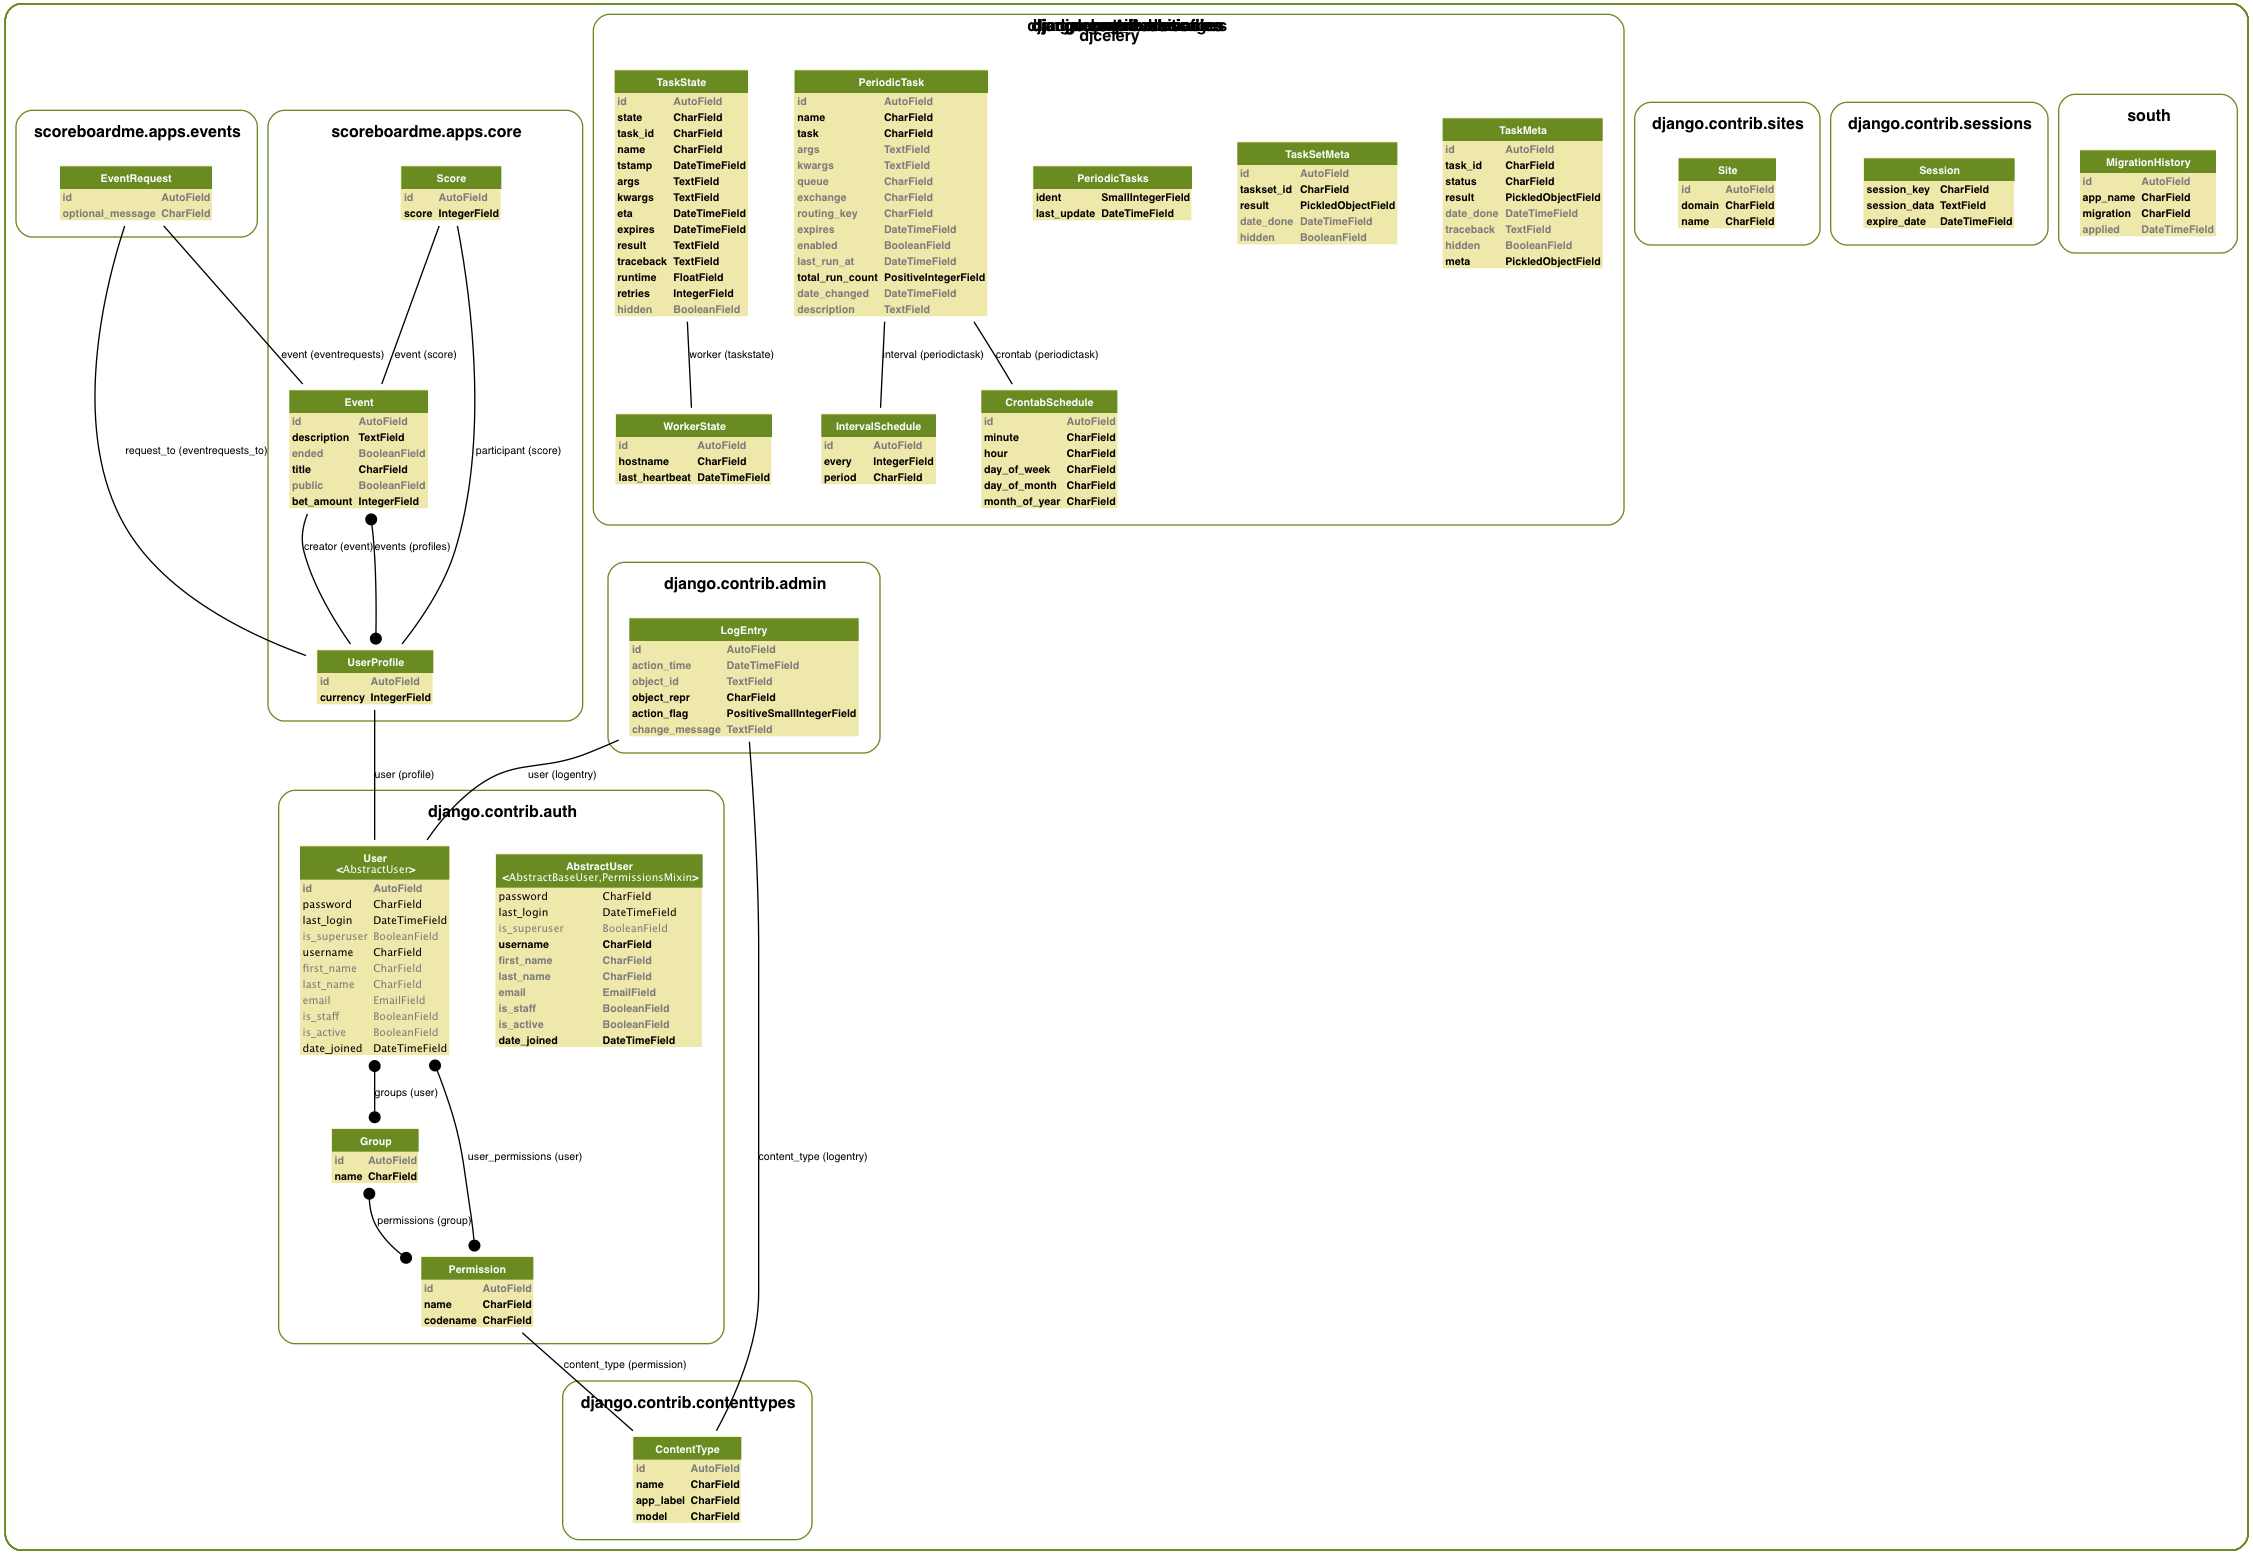 djcelery
scoreboardme.apps.events
EventRequest
id AutoField
optional_message CharField
scoreboardme.apps.core
Score
id AutoField
score IntegerField
event (eventrequests)
event (score)
request_to (eventrequests_to)
participant (score)
Event
id AutoField
description TextField
ended BooleanField
title CharField
public BooleanField
bet_amount IntegerField
creator (event)
events (profiles)
UserProfile
id AutoField
currency IntegerField
TaskState
id AutoField
state CharField
task_id CharField
name CharField
tstamp DateTimeField
args TextField
kwargs TextField
eta DateTimeField
expires DateTimeField
result TextField
traceback TextField
runtime FloatField
retries IntegerField
hidden BooleanField
PeriodicTask
id AutoField
name CharField
task CharField
args TextField
kwargs TextField
queue CharField
exchange CharField
routing_key CharField
expires DateTimeField
enabled BooleanField
last_run_at DateTimeField
total_run_count PositiveIntegerField
date_changed DateTimeField
description TextField
PeriodicTasks
ident SmallIntegerField
last_update DateTimeField
TaskSetMeta
id AutoField
taskset_id CharField
result PickledObjectField
date_done DateTimeField
hidden BooleanField
TaskMeta
id AutoField
task_id CharField
status CharField
result PickledObjectField
date_done DateTimeField
traceback TextField
hidden BooleanField
meta PickledObjectField
worker (taskstate)
interval (periodictask)
crontab (periodictask)
WorkerState
id AutoField
hostname CharField
last_heartbeat DateTimeField
IntervalSchedule
id AutoField
every IntegerField
period CharField
CrontabSchedule
id AutoField
minute CharField
hour CharField
day_of_week CharField
day_of_month CharField
month_of_year CharField
django.contrib.sites
Site
id AutoField
domain CharField
name CharField
django.contrib.sessions
Session
session_key CharField
session_data TextField
expire_date DateTimeField
south
MigrationHistory
id AutoField
app_name CharField
migration CharField
applied DateTimeField
django.contrib.admin
LogEntry
id AutoField
action_time DateTimeField
object_id TextField
object_repr CharField
action_flag PositiveSmallIntegerField
change_message TextField
user (profile)
user (logentry)
django.contrib.auth
User
<AbstractUser>
id AutoField
password CharField
last_login DateTimeField
is_superuser BooleanField
username CharField
first_name CharField
last_name CharField
email EmailField
is_staff BooleanField
is_active BooleanField
date_joined DateTimeField
AbstractUser
<AbstractBaseUser,PermissionsMixin>
password CharField
last_login DateTimeField
is_superuser BooleanField
username CharField
first_name CharField
last_name CharField
email EmailField
is_staff BooleanField
is_active BooleanField
date_joined DateTimeField
groups (user)
Group
id AutoField
name CharField
user_permissions (user)
content_type (logentry)
permissions (group)
Permission
id AutoField
name CharField
codename CharField
content_type (permission)
django.contrib.contenttypes
ContentType
id AutoField
name CharField
app_label CharField
model CharField